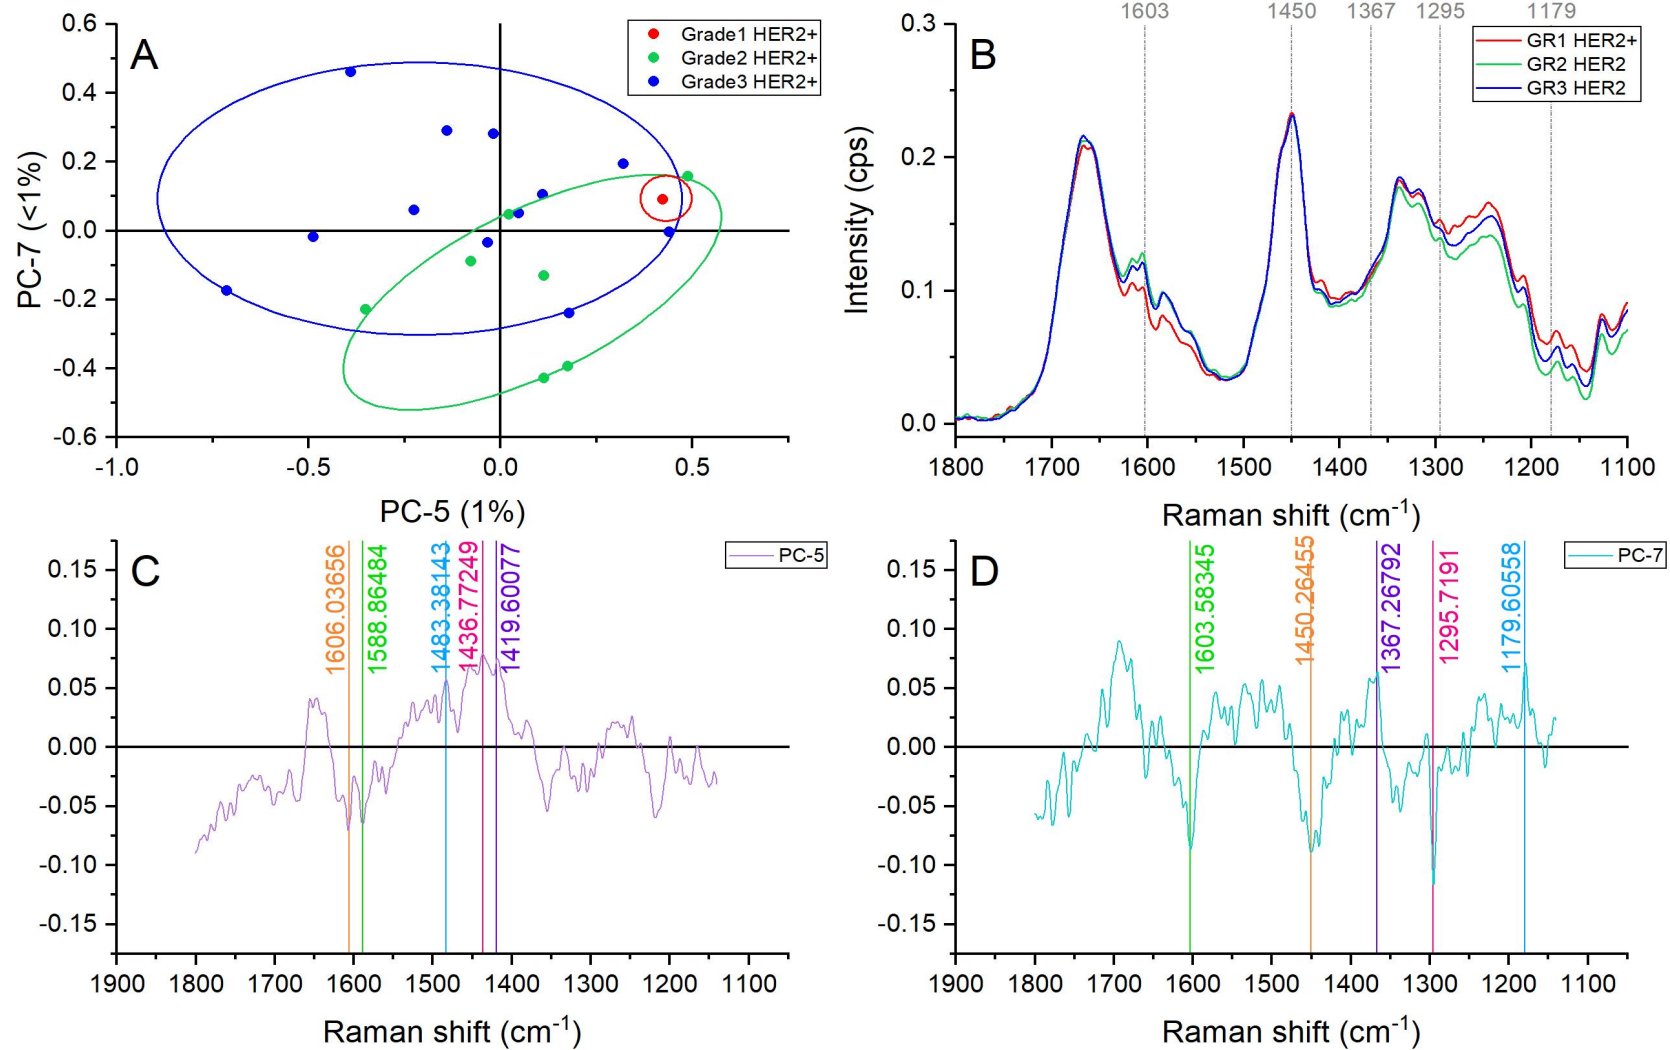 A
Grade1 HER2+
Grade2 HER2+
Grade3 HER2+
0.6
0.4
0.2
0.0
-0.2
-0.4
-0.6
PC-7 (<1%)
-1.0 -0.5 0.0 0.5
PC-5 (1%)
1603 1450 1367 1295 1179
B
GR1 HER2+
GR2 HER2
GR3 HER2
0.3
0.2
0.1
0.0
Intensity (cps)
1800 1700 1600 1500 1400 1300 1200 1100
Raman shift (cm-1)
C
1606.03656
1588.86484
1483.38143
1436.77249
1419.60077
PC-5
0.15
0.10
0.05
0.00
-0.05
-0.10
-0.15
1900 1800 1700 1600 1500 1400 1300 1200 1100
Raman shift (cm-1)
D
1603.58345
1450.26455
1367.26792
1295.7191
1179.60558
PC-7
0.15
0.10
0.05
0.00
-0.05
-0.10
-0.15
1900 1800 1700 1600 1500 1400 1300 1200 1100
Raman shift (cm-1)